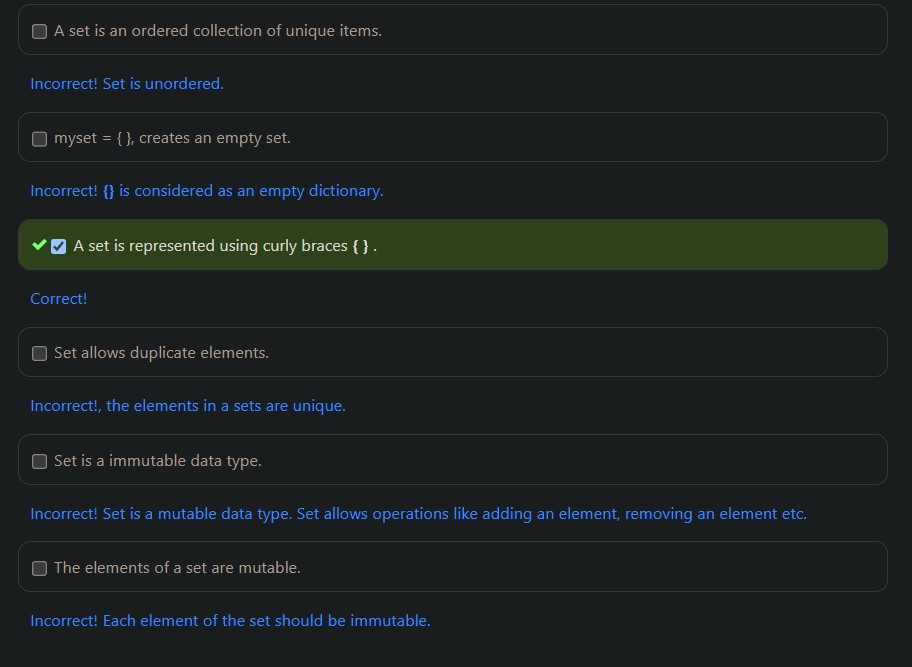 A set is an ordered collection of unique items.
Incorrect! Set is unordered.
myset = { }, creates an empty set.
Incorrect! {} is considered as an empty dictionary.
A set is represented using curly braces { } .
Correct!
Set allows duplicate elements.
Incorrect!, the elements in a sets are unique.
Set is a immutable data type.
Incorrect! Set is a mutable data type. Set allows operations like adding an element, removing an element etc.
The elements of a set are mutable.
Incorrect! Each element of the set should be immutable.